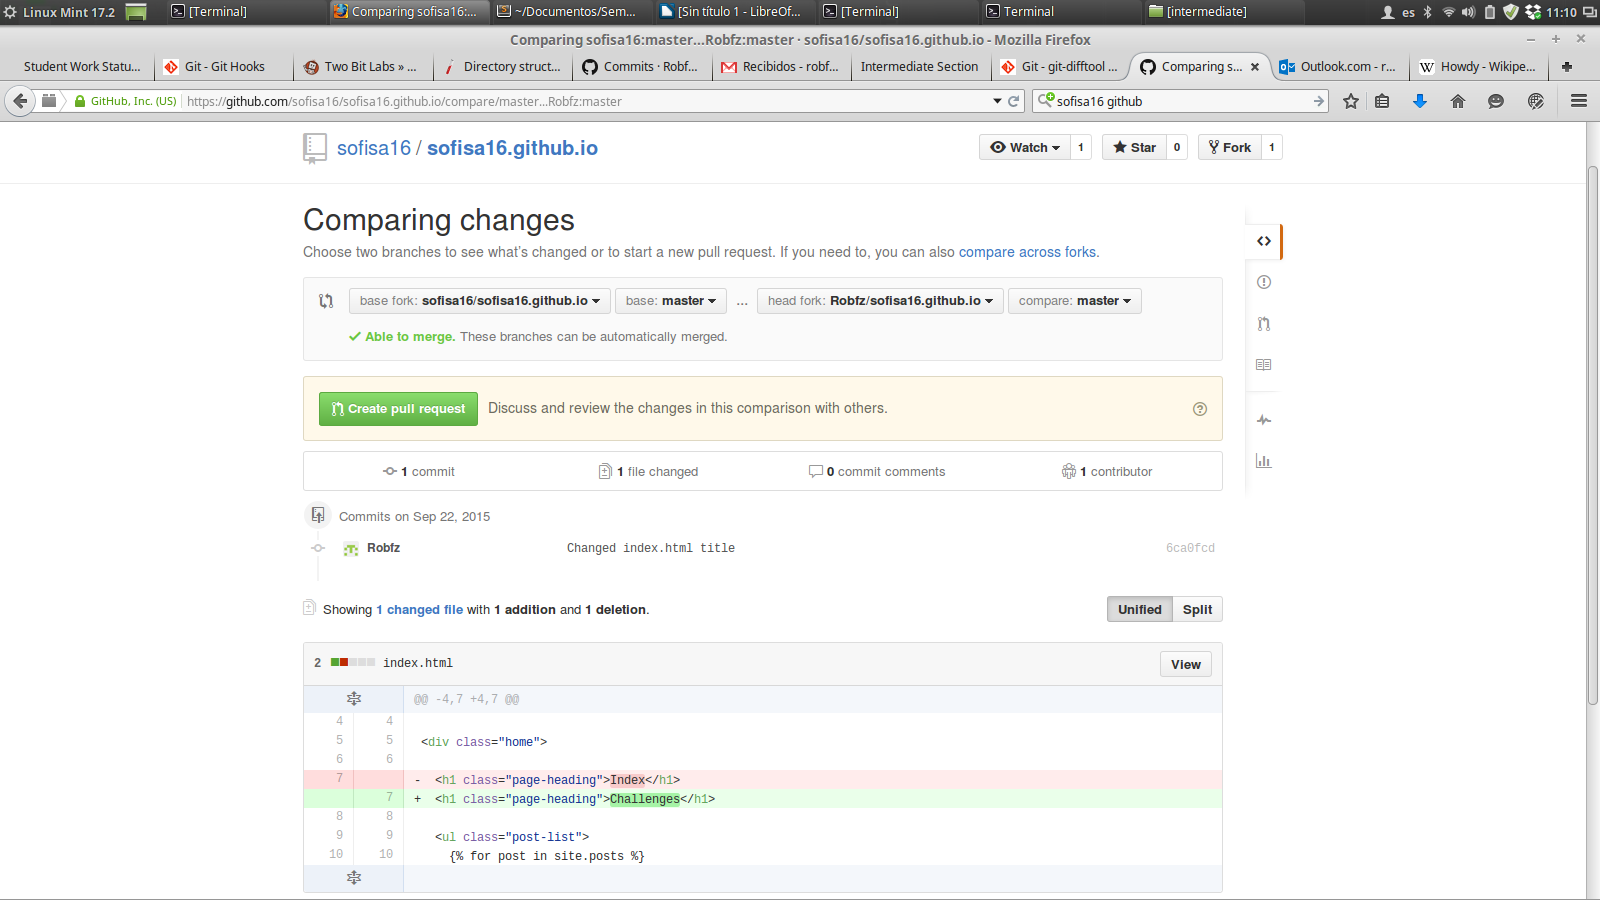 Linux Mint 17.2 [Terminal] Comparing sofisa16:... ~/Documentos/Sem... [Sin título 1 - LibreOf... [Terminal] Terminal [intermediate] es 11:10
Comparing sofisa16:master...Robfz:master · sofisa16/sofisa16.github.io - Mozilla Firefox
Student Work Statu... Git - Git Hooks Two Bit Labs » ... Directory struct... Commits · Robf... Recibidos - robf... Intermediate Section Git - git-difftool ... Comparing s... Outlook.com - r... Howdy - Wikipe...
GitHub, Inc. (US) https://github.com/sofisa16/sofisa16.github.io/compare/master...Robfz:master sofisa16 github
sofisa16 / sofisa16.github.io Watch 1 Star 0 Fork 1
Comparing changes
Choose two branches to see what's changed or to start a new pull request. If you need to, you can also compare across forks.
base fork: sofisa16/sofisa16.github.io base: master ... head fork: Robfz/sofisa16.github.io compare: master
Able to merge. These branches can be automatically merged.
Create pull request Discuss and review the changes in this comparison with others.
1 commit 1 file changed 0 commit comments 1 contributor
Commits on Sep 22, 2015
Robfz Changed index.html title 6ca0fcd
Showing 1 changed file with 1 addition and 1 deletion. Unified Split
2 index.html View
@@ -4,7 +4,7 @@
4 4
5 5 <div class="home">
6 6
7 - <h1 class="page-heading">Index</h1>
7 + <h1 class="page-heading">Challenges</h1>
8 8
9 9 <ul class="post-list">
10 10 {% for post in site.posts %}